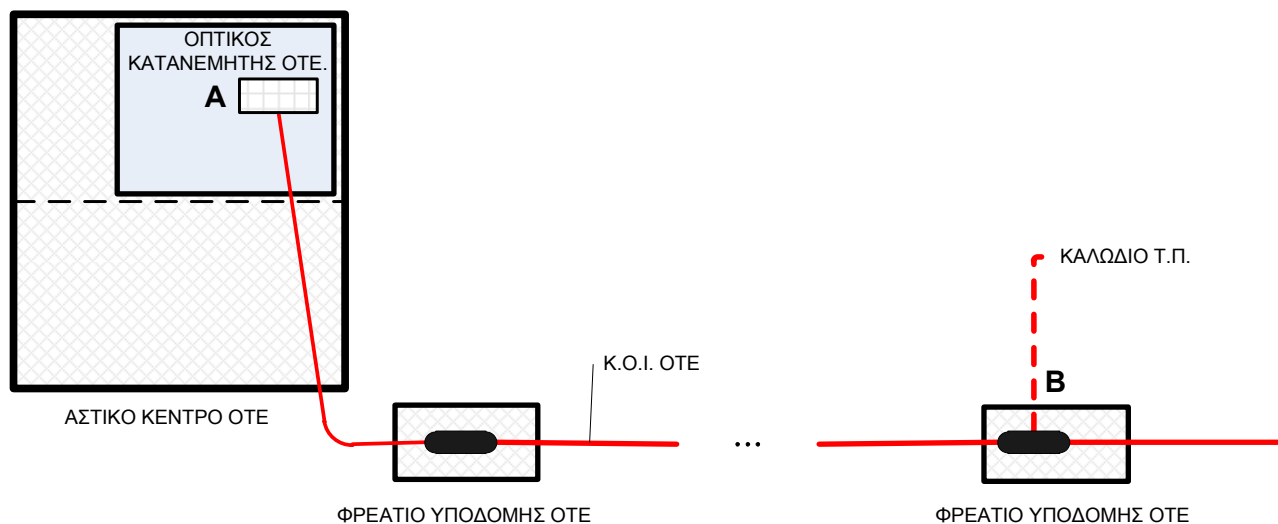 ΟΠΤΙΚΟΣ
ΚΑΤΑΝΕΜΗΤΗΣ ΟΤΕ.
A
ΚΑΛΩΔΙΟ Τ.Π.
Κ.Ο.Ι. ΟΤΕ
B
ΑΣΤΙΚΟ ΚΕΝΤΡΟ ΟΤΕ
...
ΦΡΕΑΤΙΟ ΥΠΟΔΟΜΗΣ ΟΤΕ
ΦΡΕΑΤΙΟ ΥΠΟΔΟΜΗΣ ΟΤΕ